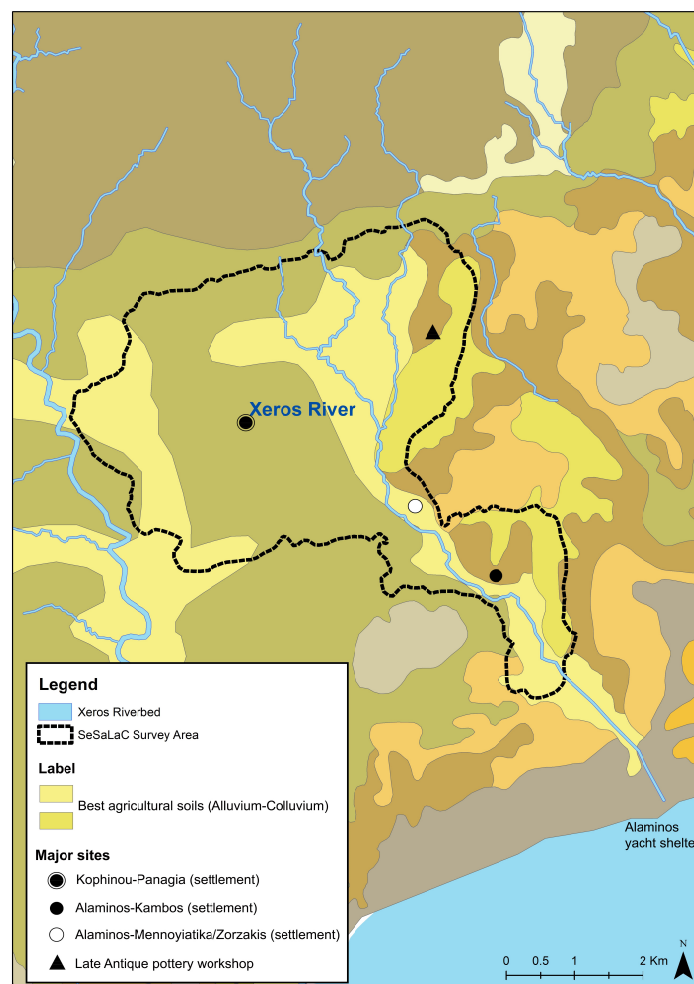 Xeros River
Legend
Xeros Riverbed
SeSaLaC Survey Area
Label
Best agricultural soils (Alluvium-Colluvium)
Major sites
Kophinou-Panagia (settlement)
Alaminos-Kambos (settlement)
Alaminos-Mennoyiatika/Zorzakis (settlement)
Late Antique pottery workshop
Alaminos
yacht shelte
N
0 0.5 1 2 Km